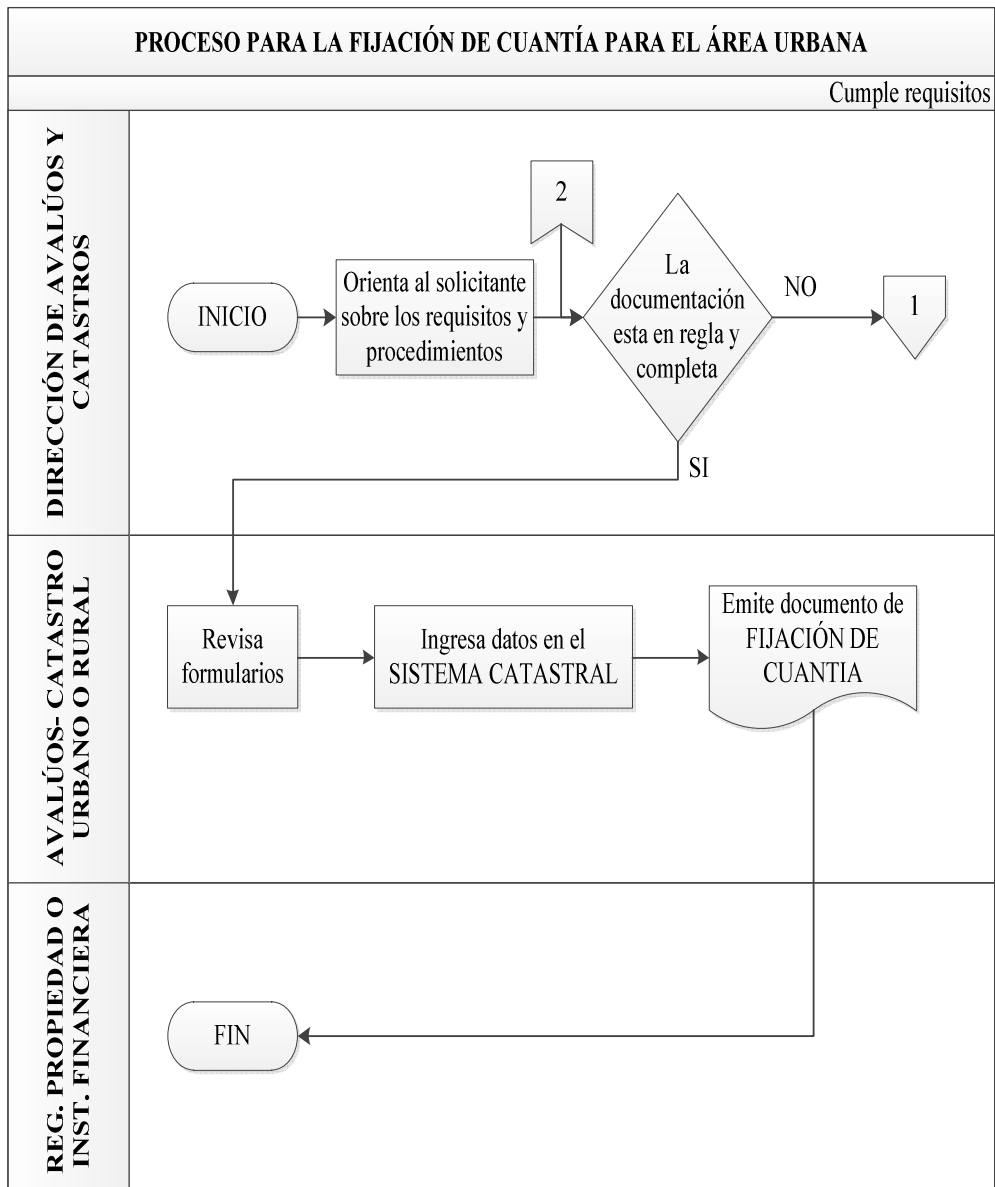 PROCESO PARA LA FIJACIÓN DE CUANTÍA PARA EL ÁREA URBANA
Cumple requisitos
DIRECCIÓN DE AVALÚOS Y
CATASTROS
INICIO
Orienta al solicitante
sobre los requisitos y
procedimientos
2
La
documentación
esta en regla y
completa
NO
1
SI
AVALÚOS- CATASTRO
URBANO O RURAL
Revisa
formularios
Ingresa datos en el
SISTEMA CATASTRAL
Emite documento de
FIJACIÓN DE
CUANTIA
REG. PROPIEDAD O
INST. FINANCIERA
FIN